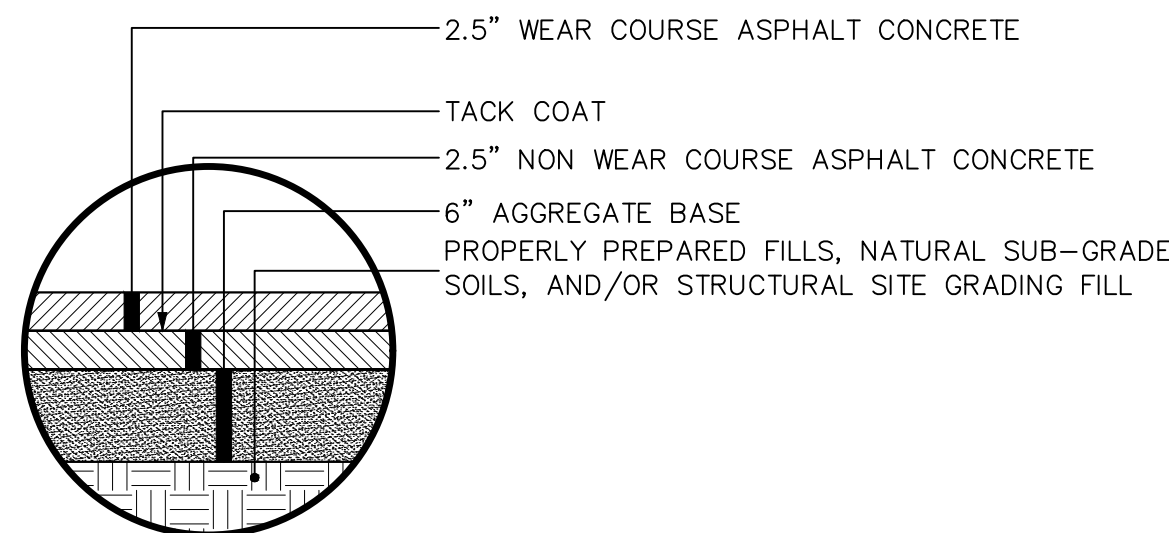 2.5” WEAR COURSE ASPHALT CONCRETE
TACK COAT
2.5” NON WEAR COURSE ASPHALT CONCRETE
6” AGGREGATE BASE
PROPERLY PREPARED FILLS, NATURAL SUB-GRADE
SOILS, AND/OR STRUCTURAL SITE GRADING FILL